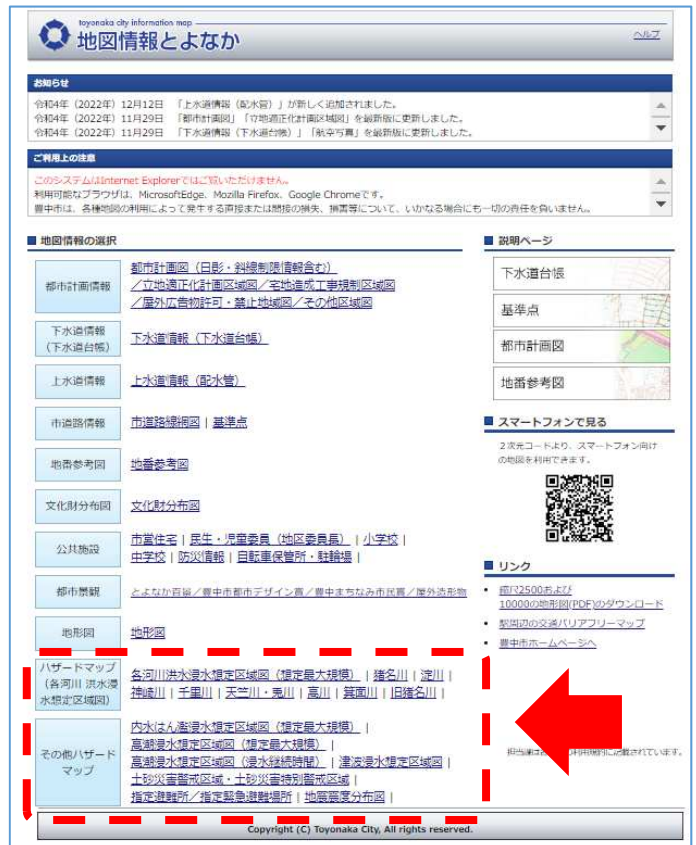 toyonaka city information map
地図情報とよなか
ヘルプ
お知らせ
令和4年（2022年）12月12日 「上水道情報（配水管）」が新しく追加されました。
令和4年（2022年）11月29日 「都市計画図」「立地適正化計画区域図」を最新版に更新しました。
令和4年（2022年）11月29日 「下水道情報（下水道台帳）」「航空写真」を最新版に更新しました。
ご利用上の注意
このシステムはInternet Explorerではご覧いただけません。
利用可能なブラウザは、MicrosoftEdge、Mozilla Firefox、Google Chromeです。
豊中市は、各種地図の利用によって発生する直接または間接の損失、損害等について、いかなる場合にも一切の責任を負いません。
地図情報の選択
都市計画情報
都市計画図（日影・斜線制限情報含む）
／立地適正化計画区域図／宅地造成工事規制区域図
／屋外広告物許可・禁止地域図／その他区域図
下水道情報
（下水道台帳）
下水道情報（下水道台帳）
上水道情報
上水道情報（配水管）
市道路情報
市道路線網図 | 基準点
地番参考図
地番参考図
文化財分布図
文化財分布図
公共施設
市営住宅 | 民生・児童委員（地区委員長） | 小学校 |
中学校 | 防災情報 | 自転車保管所・駐輪場 |
都市景観
とよなか百景／豊中市都市デザイン賞／豊中まちなみ市民賞／屋外造形物
地形図
地形図
ハザードマップ
（各河川 洪水浸
水想定区域図）
各河川洪水浸水想定区域図（想定最大規模） | 猪名川 | 淀川 |
神崎川 | 千里川 | 天竺川・兎川 | 高川 | 箕面川 | 旧猪名川 |
その他ハザード
マップ
内水はん濫浸水想定区域図（想定最大規模） |
高潮浸水想定区域図（想定最大規模） |
高潮浸水想定区域図（浸水継続時間） | 津波浸水想定区域図 |
土砂災害警戒区域・土砂災害特別警戒区域 |
指定避難所／指定緊急避難場所 | 地震震度分布図 |
説明ページ
下水道台帳
基準点
都市計画図
地番参考図
スマートフォンで見る
2次元コードより、スマートフォン向け
の地図を利用できます。
リンク
縮尺2500および
10000の地形図(PDF)のダウンロード
駅周辺の交通バリアフリーマップ
豊中市ホームページへ
担当課は
利用規約に記載されています。
Copyright (C) Toyonaka City, All rights reserved.